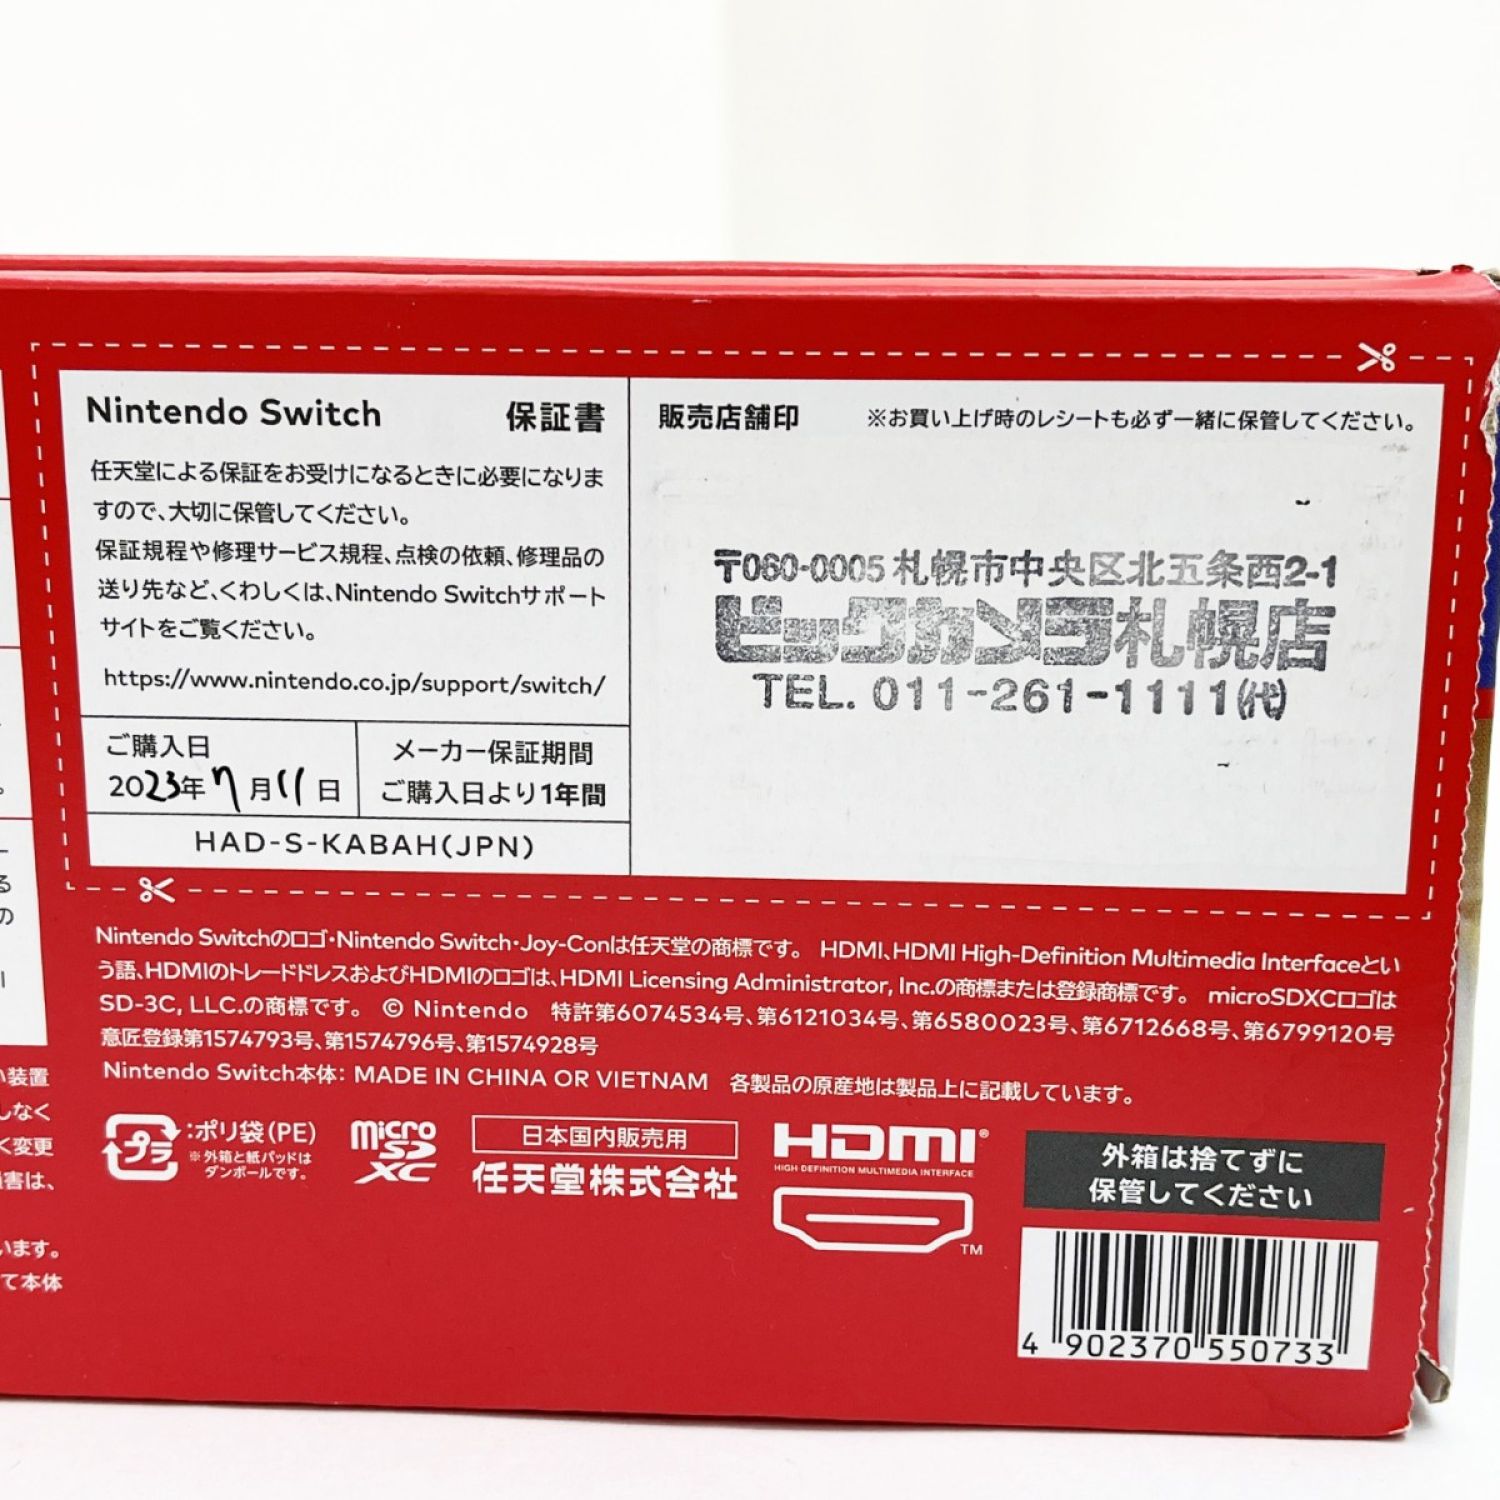 Nintendo Switch 保証書
任天堂による保証をお受けになるときに必要になりま
すので、大切に保管してください。
保証規程や修理サービス規程、点検の依頼、修理品の
送り先など、くわしくは、Nintendo Switchサポート
サイトをご覧ください。
https://www.nintendo.co.jp/support/switch/
ご購入日
2023年7月11日
メーカー保証期間
ご購入日より1年間
HAD-S-KABAH(JPN)
販売店舗印 ※お買い上げ時のレシートも必ず一緒に保管してください。
〒060-0005 札幌市中央区北五条西2-1
ビックカメラ札幌店
TEL. 011-261-1111(代)
Nintendo Switchのロゴ・Nintendo Switch・Joy-Conは任天堂の商標です。 HDMI、HDMI High-Definition Multimedia Interfaceとい
う語、HDMIのトレードドレスおよびHDMIのロゴは、HDMI Licensing Administrator, Inc.の商標または登録商標です。 microSDXCロゴは
SD-3C, LLC.の商標です。 © Nintendo 特許第6074534号、第6121034号、第6580023号、第6712668号、第6799120号
意匠登録第1574793号、第1574796号、第1574928号
Nintendo Switch本体: MADE IN CHINA OR VIETNAM 各製品の原産地は製品上に記載しています。
プラ
:ポリ袋(PE)
※外箱と紙パッドは
ダンボールです。
micro
SD
XC
日本国内販売用
任天堂株式会社
HDMI®
HIGH-DEFINITION MULTIMEDIA INTERFACE
TM
外箱は捨てずに
保管してください
4 902370 550733
る
の
い装置
しなく
く変更
害は、
います。
て本体